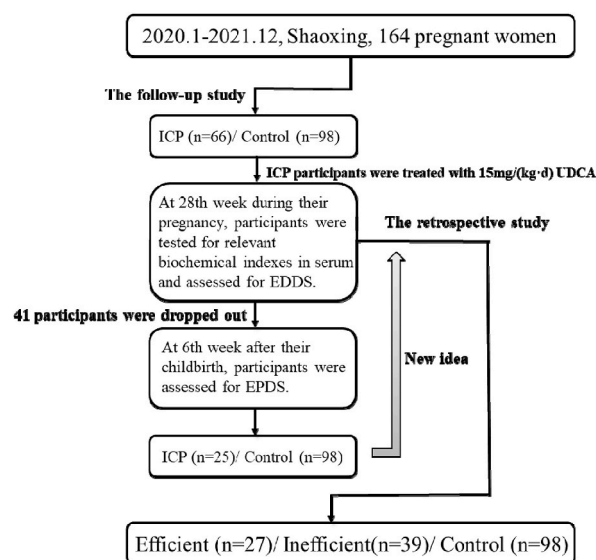 2020.1-2021.12, Shaoxing, 164 pregnant women
The follow-up study
ICP (n=66)/ Control (n=98)
ICP participants were treated with 15mg/(kg·d) UDCA
At 28th week during their
pregnancy, participants were
tested for relevant
biochemical indexes in serum
and assessed for EDDS.
The retrospective study
41 participants were dropped out
At 6th week after their
childbirth, participants were
assessed for EPDS.
New idea
ICP (n=25)/ Control (n=98)
Efficient (n=27)/ Inefficient(n=39)/ Control (n=98)